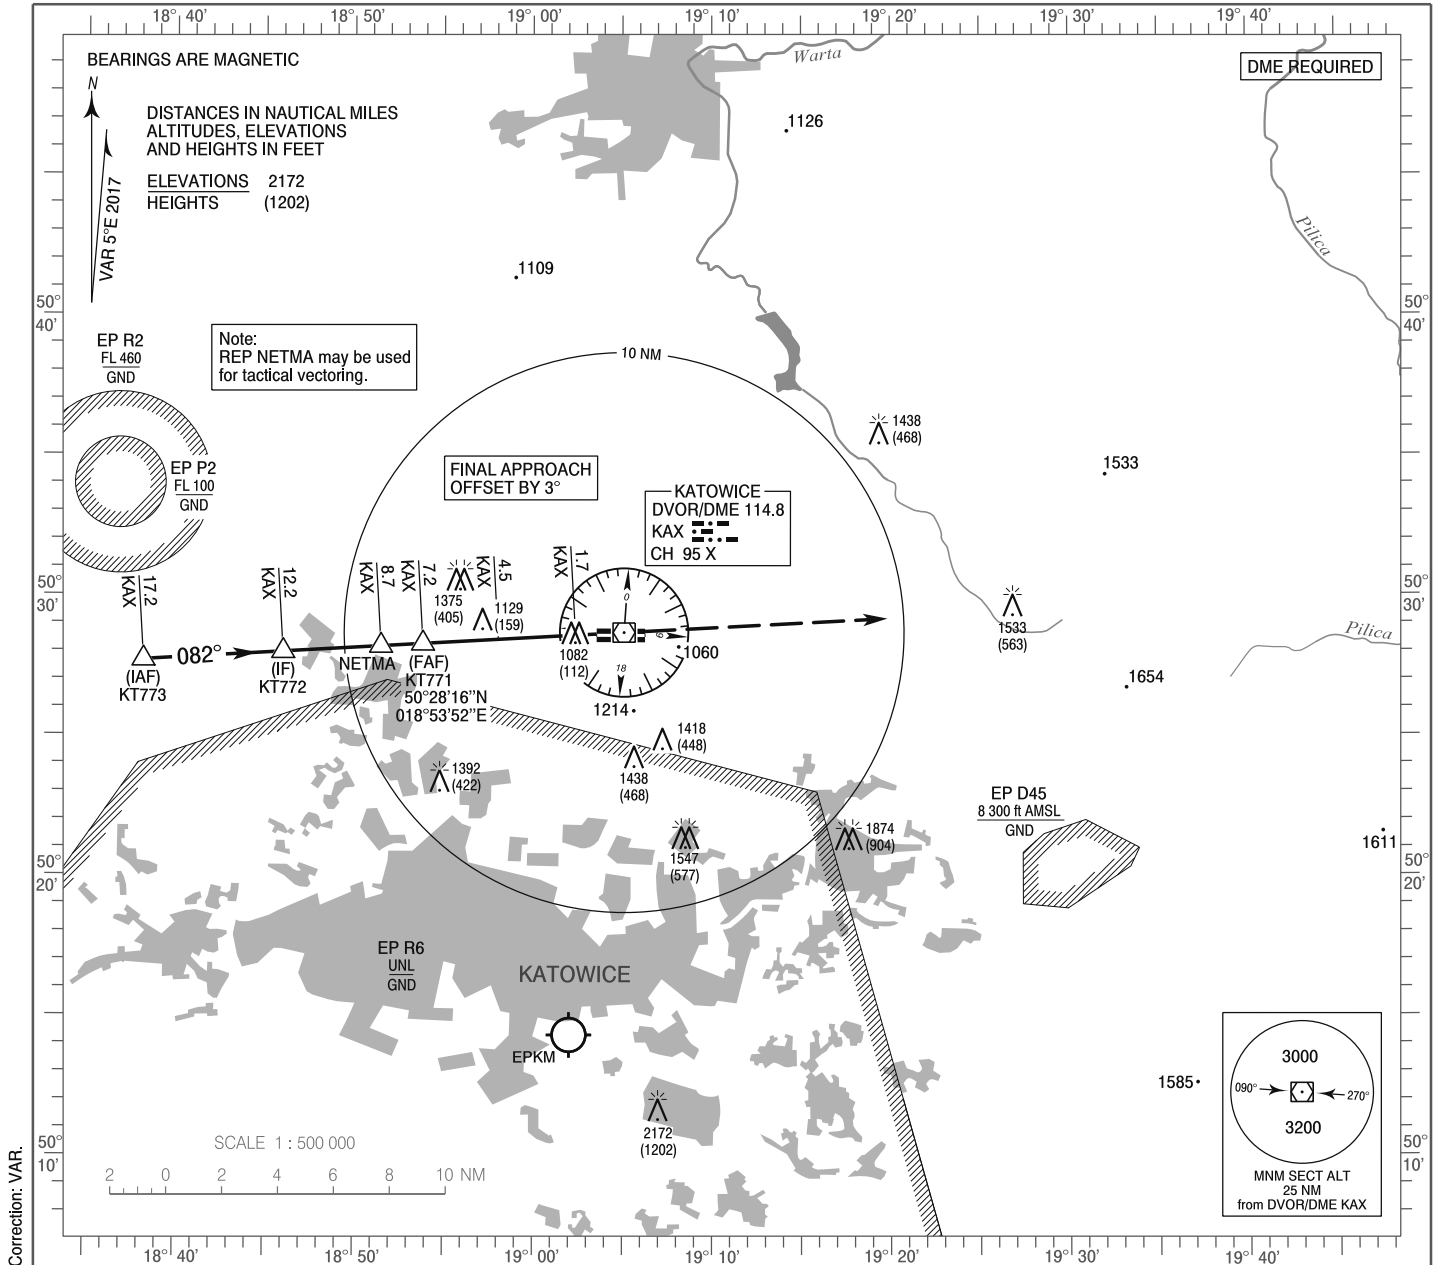 18° 40' 18° 50' 19° 00' 19° 10' 19° 20' 19° 30' 19° 40'
BEARINGS ARE MAGNETIC
DME REQUIRED
Warta
N
VAR 5°E 2017
DISTANCES IN NAUTICAL MILES
ALTITUDES, ELEVATIONS
AND HEIGHTS IN FEET
ELEVATIONS 2172
HEIGHTS (1202)
1126
Pilica
1109
50°
40'
50°
40'
EP R2
FL 460
GND
Note:
REP NETMA may be used
for tactical vectoring.
10 NM
1438
(468)
1533
EP P2
FL 100
GND
FINAL APPROACH
OFFSET BY 3°
KATOWICE
DVOR/DME 114.8
KAX
CH 95 X
50°
30'
50°
30'
17.2
KAX
12.2
KAX
8.7
KAX
7.2
KAX
4.5
KAX
1.7
KAX
1375
(405)
1129
(159)
0
9
18
1533
(563)
Pilica
082°
(IAF)
KT773
(IF)
KT772
NETMA
(FAF)
KT771
50°28'16''N
018°53'52''E
1082
(112)
1060
1654
1214
1418
(448)
1438
(468)
1392
(422)
EP D45
8 300 ft AMSL
GND
1547
(577)
1874
(904)
1611
50°
20'
50°
20'
EP R6
UNL
GND
KATOWICE
EPKM
1585
3000
090°
270°
3200
MNM SECT ALT
25 NM
from DVOR/DME KAX
2172
(1202)
50°
10'
50°
10'
SCALE 1 : 500 000
2 0 2 4 6 8 10 NM
Correction: VAR.
18° 40' 18° 50' 19° 00' 19° 10' 19° 20' 19° 30' 19° 40'